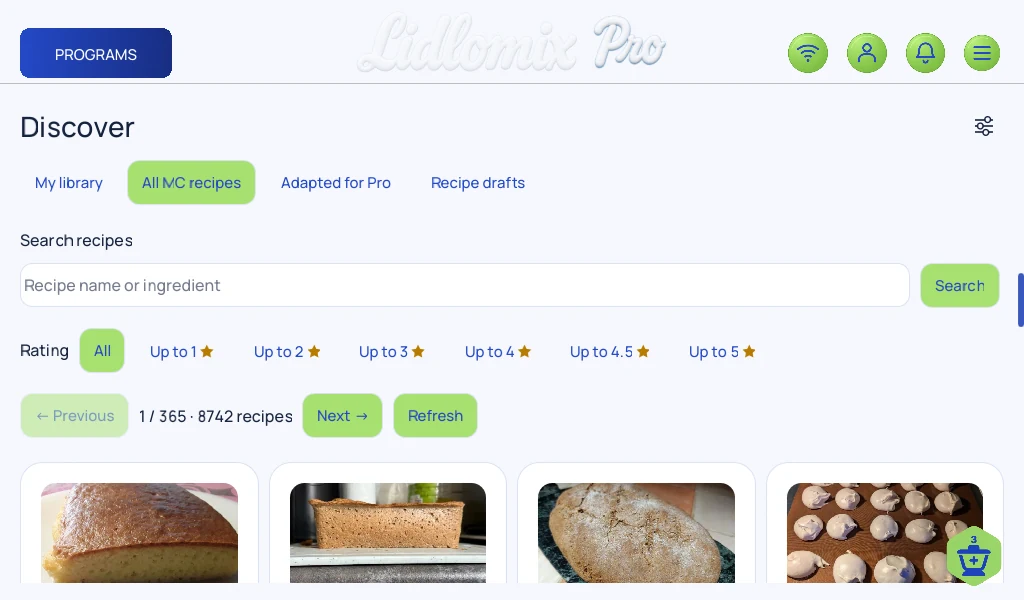 PROGRAMS
Lidlomix Pro
Discover
My library
All MC recipes
Adapted for Pro
Recipe drafts
Search recipes
Recipe name or ingredient
Search
Rating
All
Up to 1 ★
Up to 2 ★
Up to 3 ★
Up to 4 ★
Up to 4.5 ★
Up to 5 ★
← Previous
1 / 365 · 8742 recipes
Next →
Refresh
3